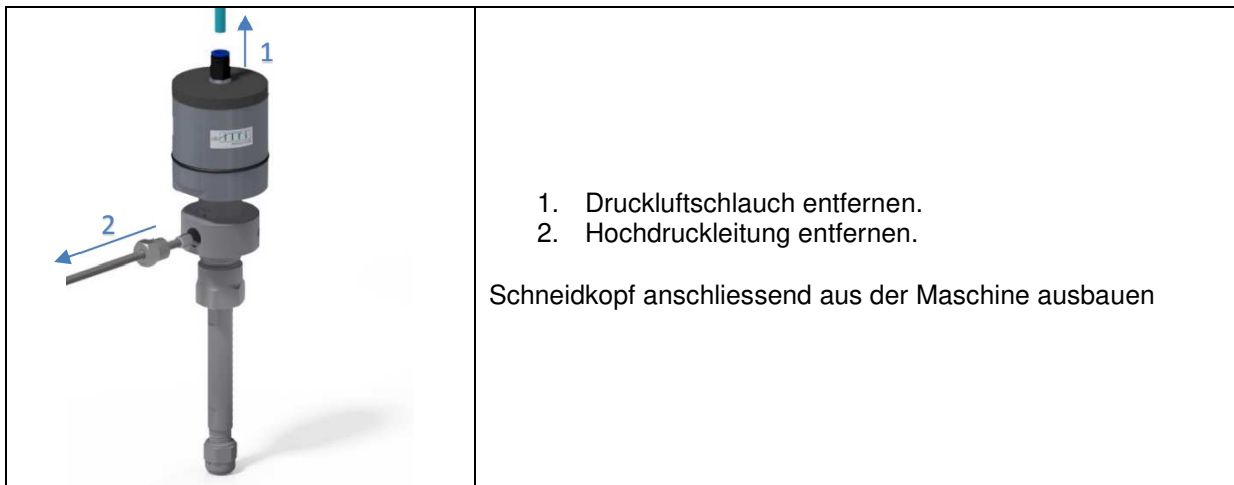 1
2
1. Druckluftschlauch entfernen.
2. Hochdruckleitung entfernen.
Schneidkopf anschliessend aus der Maschine ausbauen